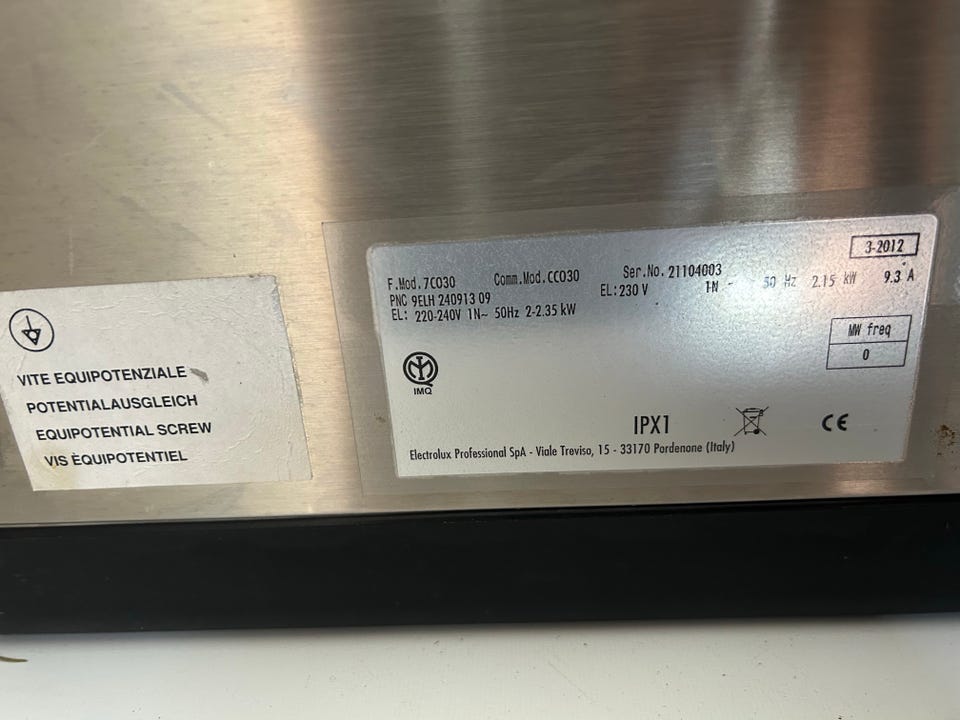 VITE EQUIPOTENZIALE
POTENTIALAUSGLEICH
EQUIPOTENTIAL SCREW
VIS ÈQUIPOTENTIEL
3-2012
F.Mod. 7CO30 Comm.Mod. CCO30 Ser.No. 21104003
PNC 9ELH 240913 09 EL: 230 V 1N ~ 50 Hz 2.15 kW 9.3 A
EL: 220-240V 1N~ 50Hz 2-2.35 kW
MW freq
0
IMQ
IPX1
CE
Electrolux Professional SpA - Viale Treviso, 15 - 33170 Pordenone (Italy)